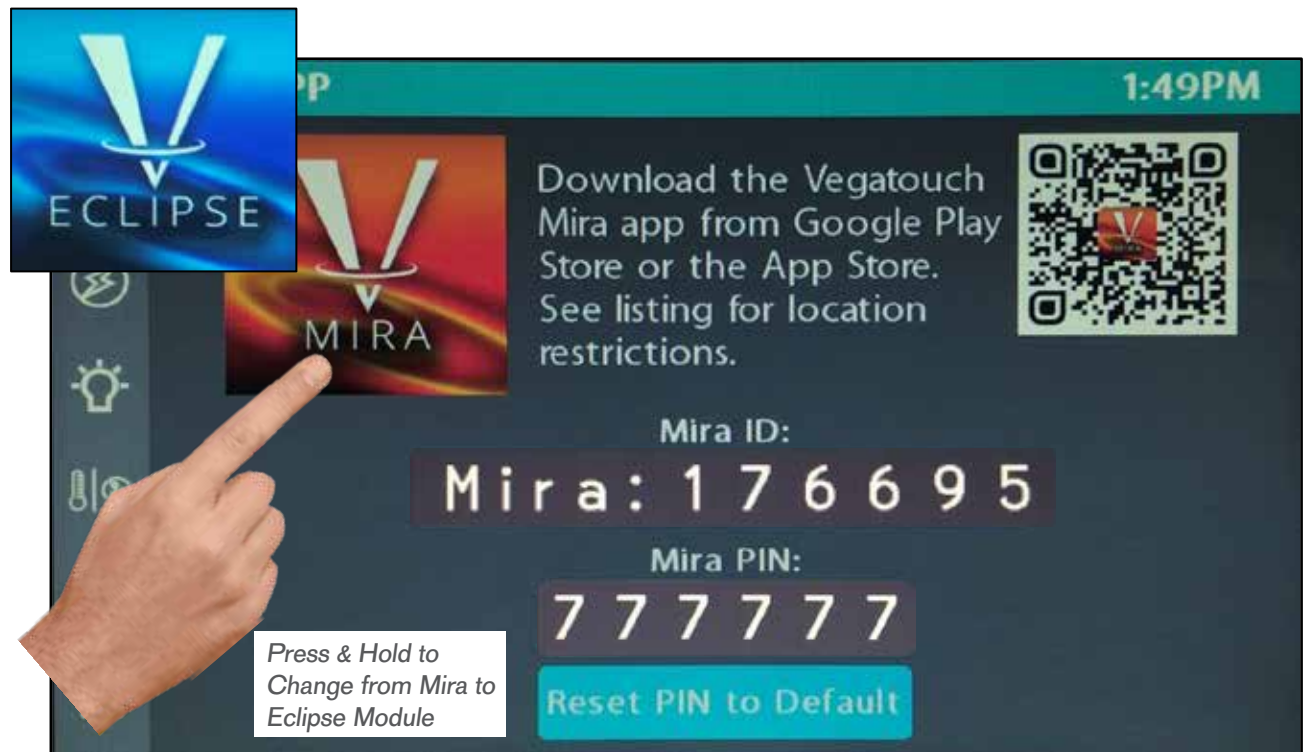 ECLIPSE
PP
1:49PM
MIRA
Download the Vegatouch
Mira app from Google Play
Store or the App Store.
See listing for location
restrictions.
Mira ID:
Mira: 1 7 6 6 9 5
Mira PIN:
7 7 7 7 7 7
Press & Hold to
Change from Mira to
Eclipse Module
Reset PIN to Default